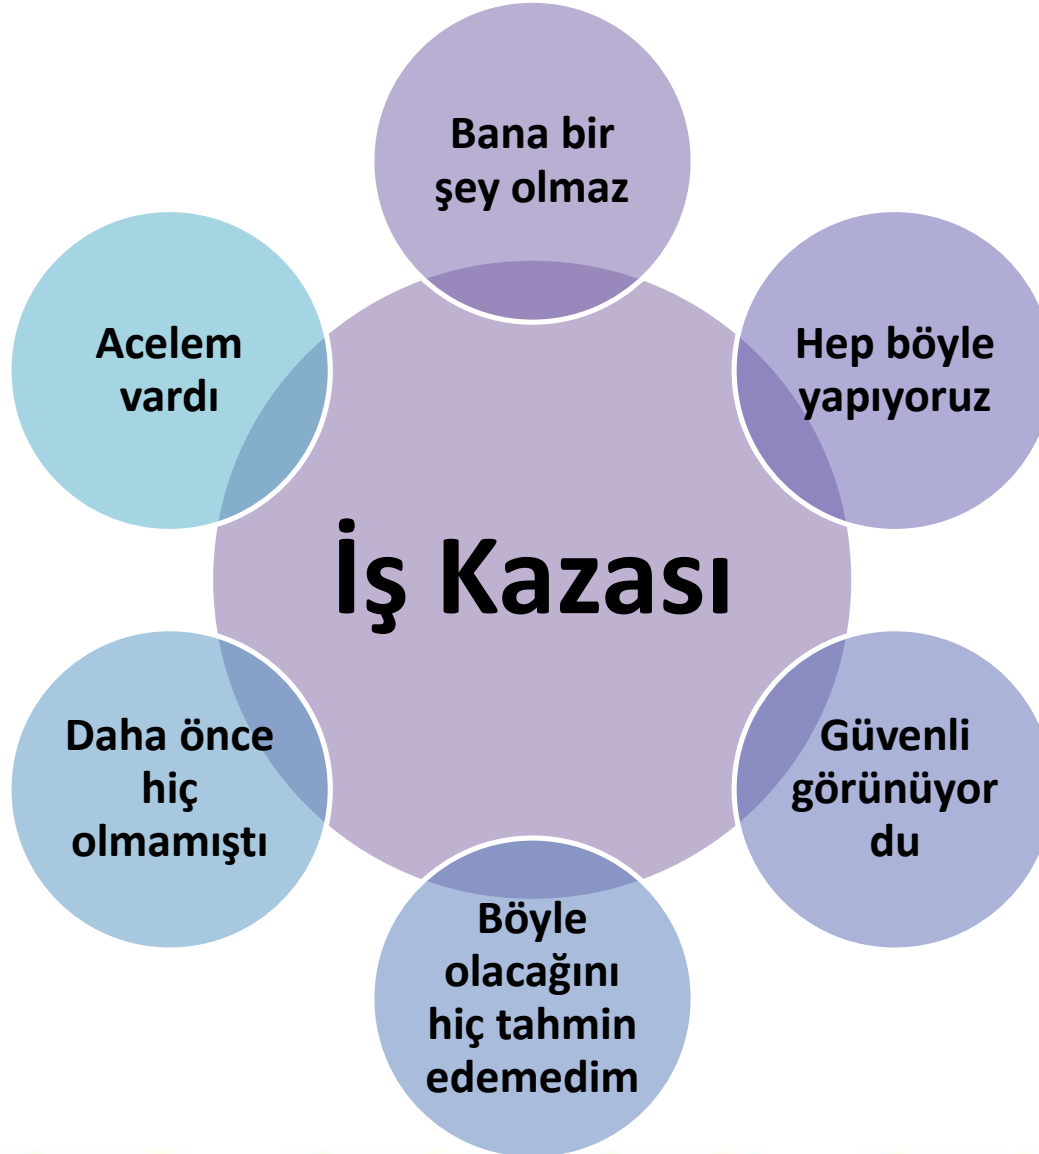 Bana bir
şey olmaz
Acelem
vardı
Hep böyle
yapıyoruz
İş Kazası
Daha önce
hiç
olmamıştı
Güvenli
görünüyor
du
Böyle
olacağını
hiç tahmin
edemedim